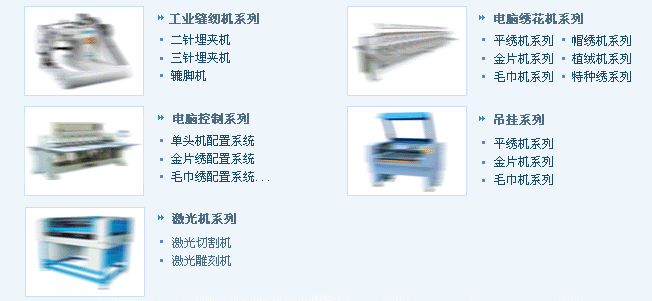 工业缝纫机系列
二针埋夹机
三针埋夹机
辘脚机
电脑绣花机系列
平绣机系列 帽绣机系列
金片机系列 植绒机系列
毛巾机系列 特种绣系列
电脑控制系列
单头机配置系统
金片绣配置系统
毛巾绣配置系统...
吊挂系列
平绣机系列
金片机系列
毛巾机系列
激光机系列
激光切割机
激光雕刻机